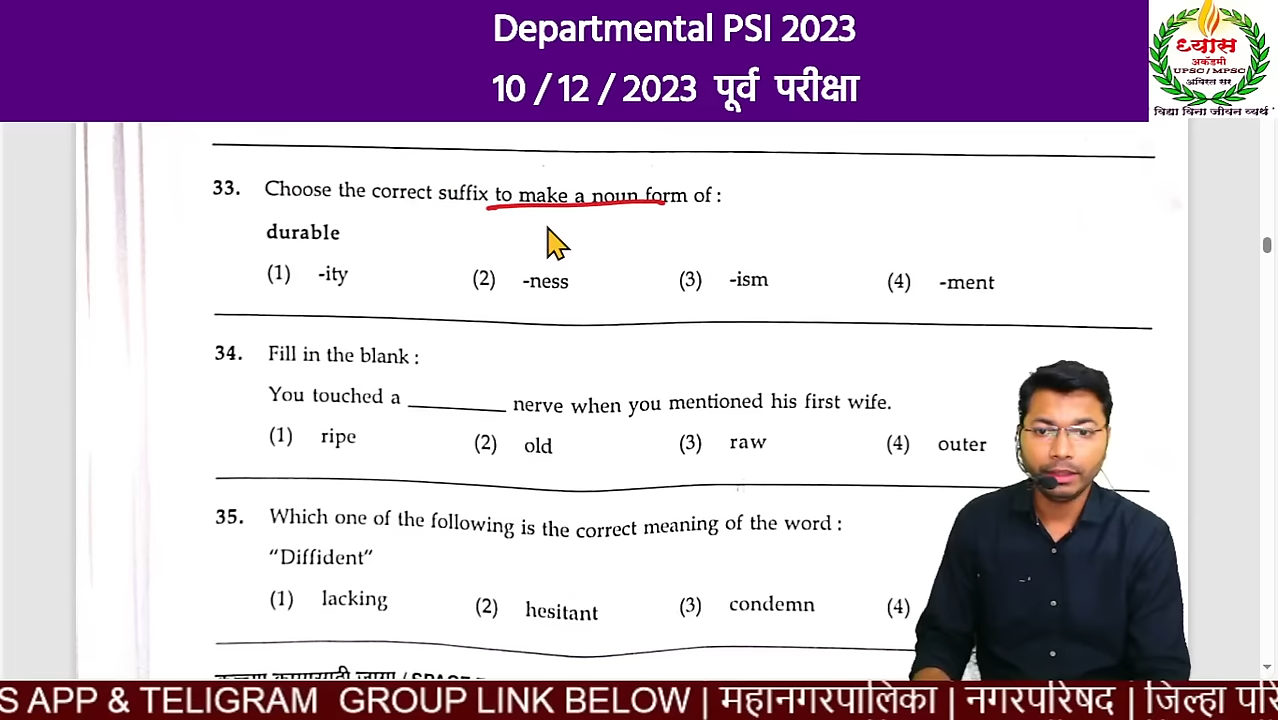 Departmental PSI 2023
10 / 12 / 2023 पूर्व परीक्षा
ध्यास
अकॅडमी
UPSC/MPSC
अविरत सर
विद्या विना जीवन व्यर्थ
33. Choose the correct suffix to make a noun form of :
durable
(1) -ity (2) -ness (3) -ism (4) -ment
34. Fill in the blank :
You touched a ________ nerve when you mentioned his first wife.
(1) ripe (2) old (3) raw (4) outer
35. Which one of the following is the correct meaning of the word :
“Diffident”
(1) lacking (2) hesitant (3) condemn (4)
S APP & TELIGRAM GROUP LINK BELOW | महानगरपालिका | नगरपरिषद | जिल्हा परि